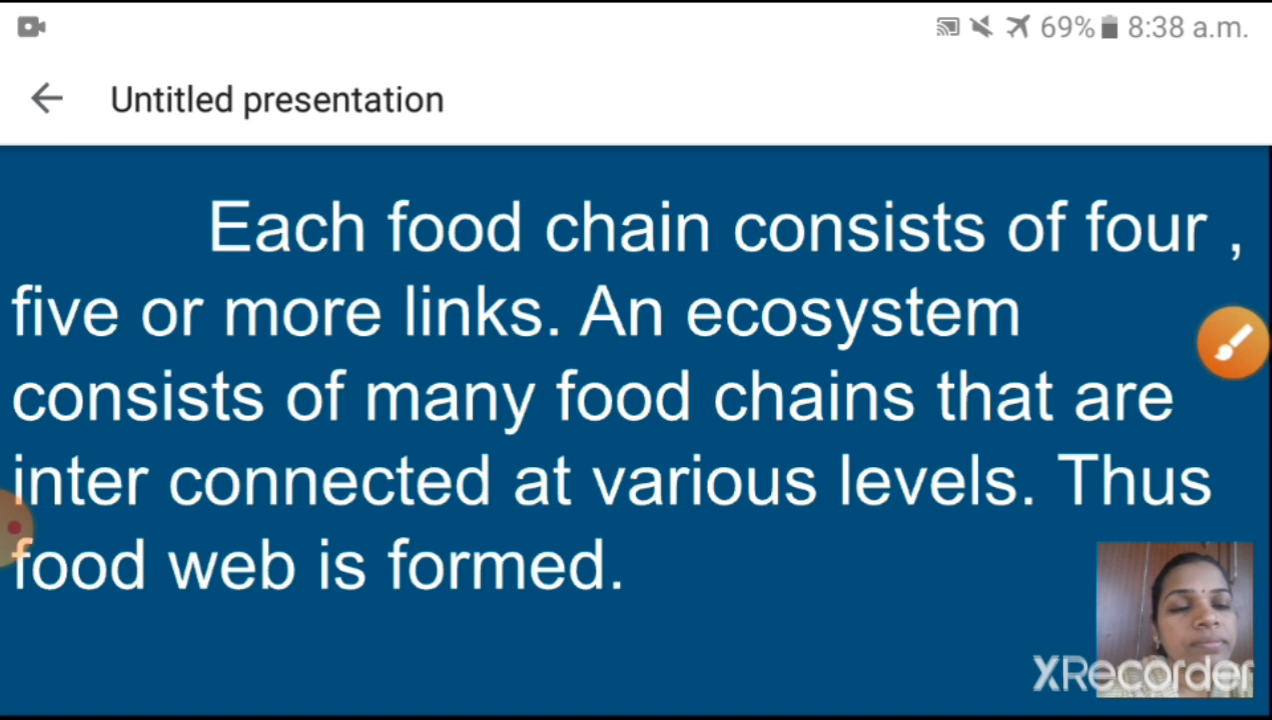 69% 8:38 a.m.
Untitled presentation
Each food chain consists of four ,
five or more links. An ecosystem
consists of many food chains that are
inter connected at various levels. Thus
food web is formed.
XRecorder